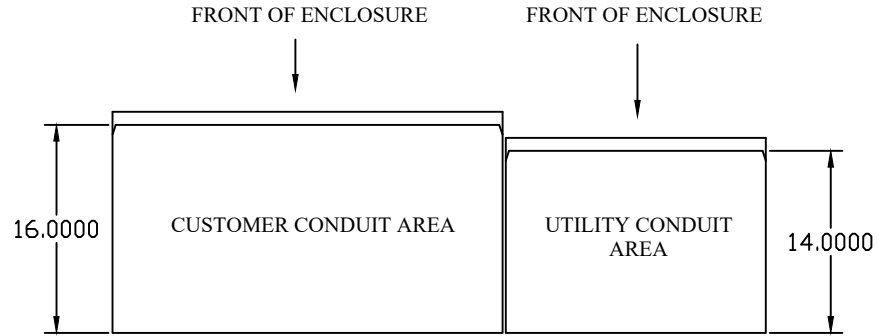 FRONT OF ENCLOSURE
FRONT OF ENCLOSURE
16.0000
CUSTOMER CONDUIT AREA
UTILITY CONDUIT
AREA
14.0000